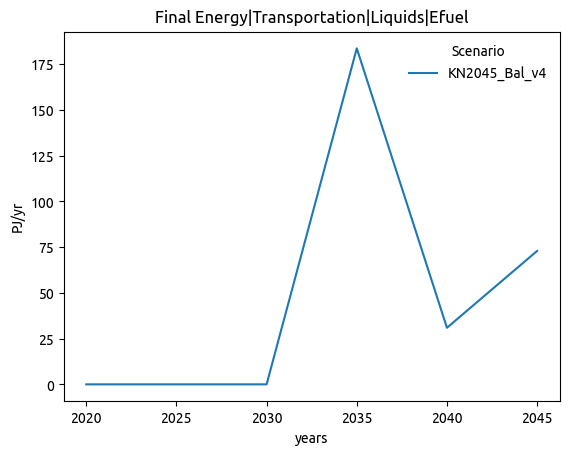 Final Energy|Transportation|Liquids|Efuel
Scenario
KN2045_Bal_v4
175
150
125
100
75
50
25
0
PJ/yr
2020 2025 2030 2035 2040 2045
years